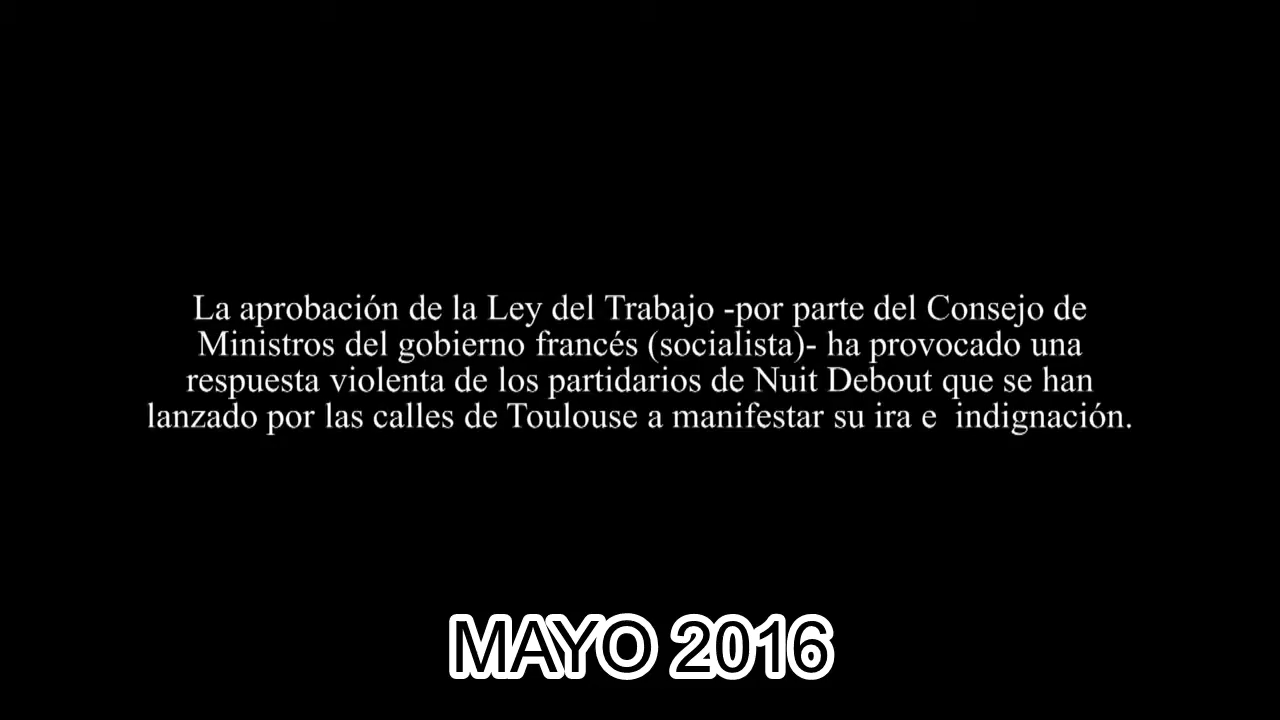 La aprobación de la Ley del Trabajo -por parte del Consejo de
Ministros del gobierno francés (socialista)- ha provocado una
respuesta violenta de los partidarios de Nuit Debout que se han
lanzado por las calles de Toulouse a manifestar su ira e  indignación.
MAYO 2016